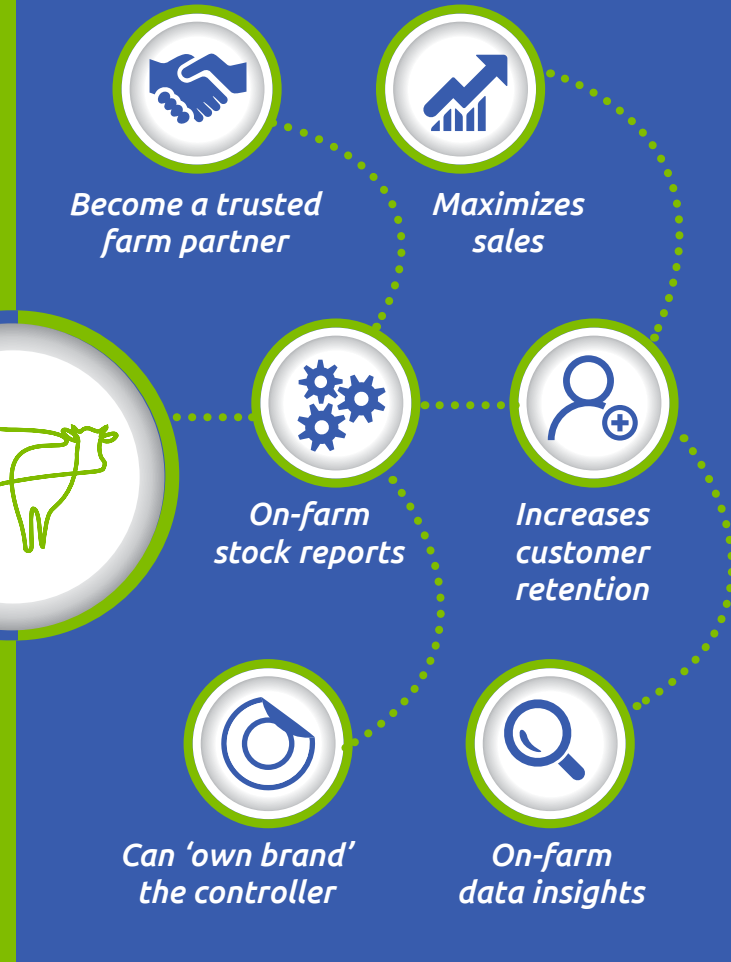 Become a trusted
farm partner
Maximizes
sales
On-farm
stock reports
Increases
customer
retention
Can ‘own brand’
the controller
On-farm
data insights